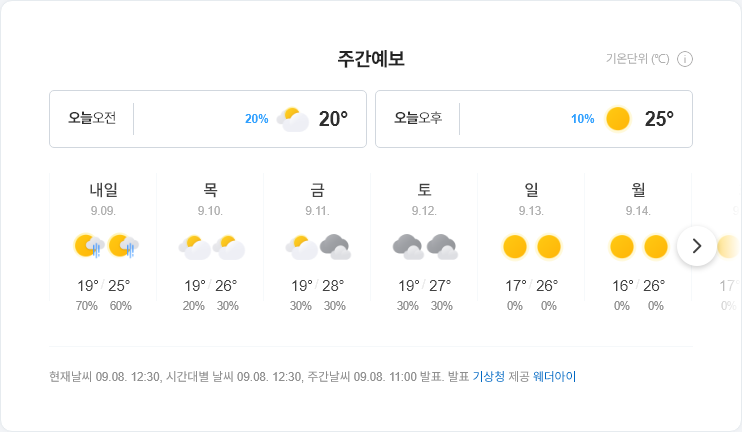 주간예보
기온단위 (℃)
오늘오전 20% 20°
오늘오후 10% 25°
내일 목 금 토 일 월
9.09. 9.10. 9.11. 9.12. 9.13. 9.14.
19° / 25° 19° / 26° 19° / 28° 19° / 27° 17° / 26° 16° / 26° 17°
70% 60% 20% 30% 30% 30% 30% 30% 0% 0% 0% 0% 0%
현재날씨 09.08. 12:30, 시간대별 날씨 09.08. 12:30, 주간날씨 09.08. 11:00 발표. 발표 기상청 제공 웨더아이